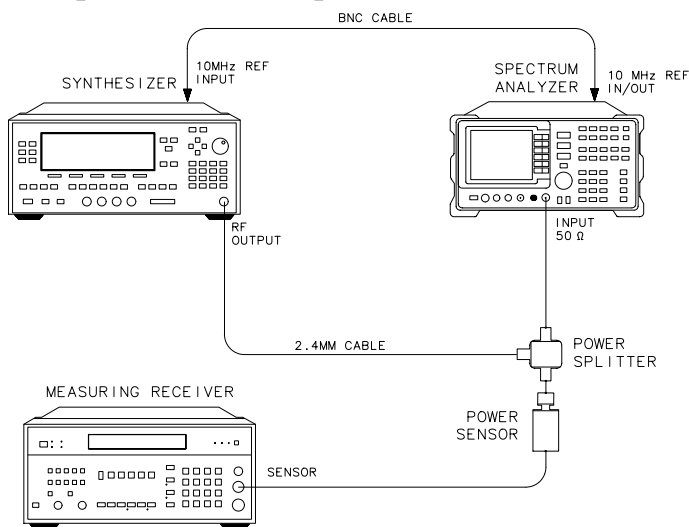 BNC CABLE
10MHz REF
INPUT
SYNTHESIZER
SPECTRUM
ANALYZER
10 MHz REF
IN/OUT
RF
OUTPUT
INPUT
50 Ω
2.4MM CABLE
POWER
SPLITTER
MEASURING RECEIVER
POWER
SENSOR
SENSOR